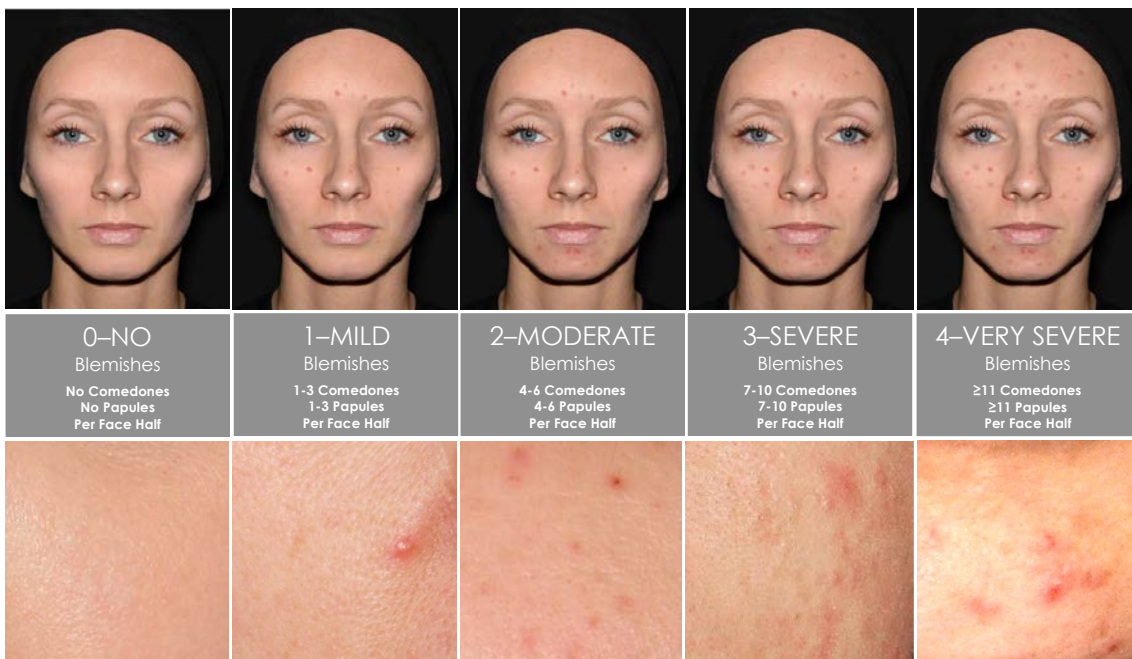 0–NO
Blemishes
No Comedones
No Papules
Per Face Half
1–MILD
Blemishes
1-3 Comedones
1-3 Papules
Per Face Half
2–MODERATE
Blemishes
4-6 Comedones
4-6 Papules
Per Face Half
3–SEVERE
Blemishes
7-10 Comedones
7-10 Papules
Per Face Half
4–VERY SEVERE
Blemishes
≥11 Comedones
≥11 Papules
Per Face Half